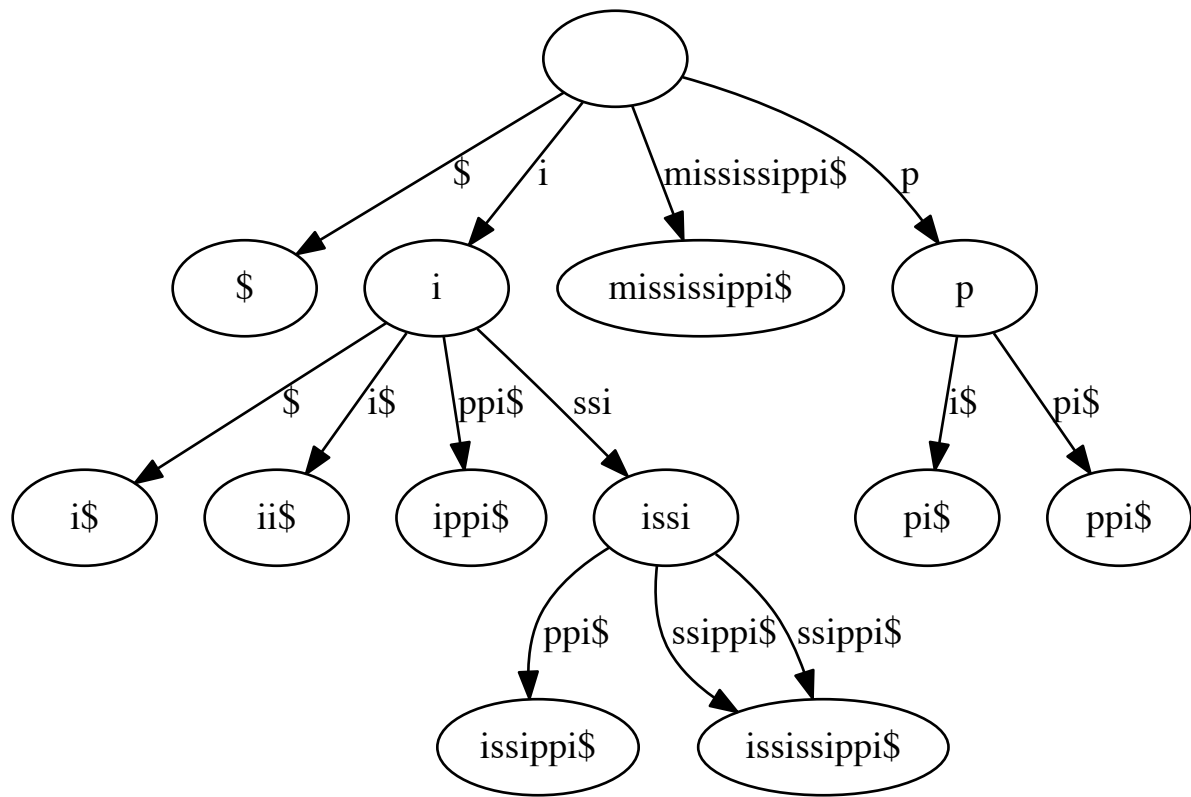 $ i mississippi$ p
$ i mississippi$ p
$ i$ ppi$ ssi i$ pi$
i$ ii$ ippi$ issi pi$ ppi$
ppi$ ssippi$ ssippi$
issippi$ ississippi$